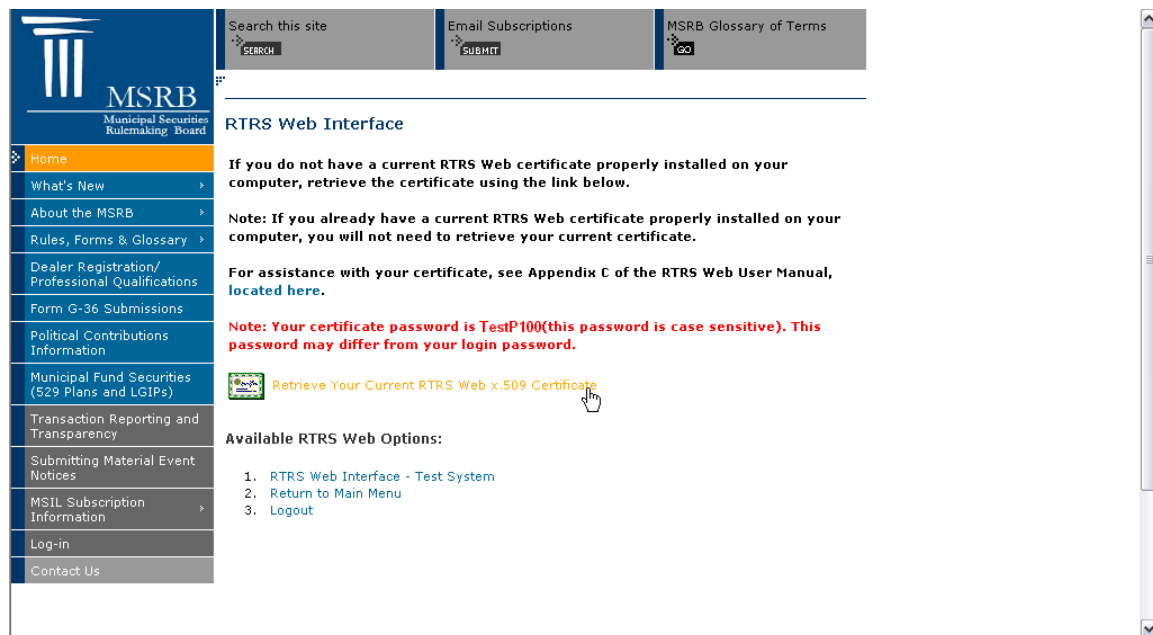 Search this site
SEARCH
Email Subscriptions
SUBMIT
MSRB Glossary of Terms
GO
MSRB
Municipal Securities
Rulemaking Board
Home
What's New
About the MSRB
Rules, Forms & Glossary
Dealer Registration/
Professional Qualifications
Form G-36 Submissions
Political Contributions
Information
Municipal Fund Securities
(529 Plans and LGIPs)
Transaction Reporting and
Transparency
Submitting Material Event
Notices
MSIL Subscription
Information
Log-in
Contact Us
RTRS Web Interface
If you do not have a current RTRS Web certificate properly installed on your
computer, retrieve the certificate using the link below.
Note: If you already have a current RTRS Web certificate properly installed on your
computer, you will not need to retrieve your current certificate.
For assistance with your certificate, see Appendix C of the RTRS Web User Manual,
located here.
Note: Your certificate password is TestP100(this password is case sensitive). This
password may differ from your login password.
Retrieve Your Current RTRS Web x.509 Certificate
Available RTRS Web Options:
1. RTRS Web Interface - Test System
2. Return to Main Menu
3. Logout